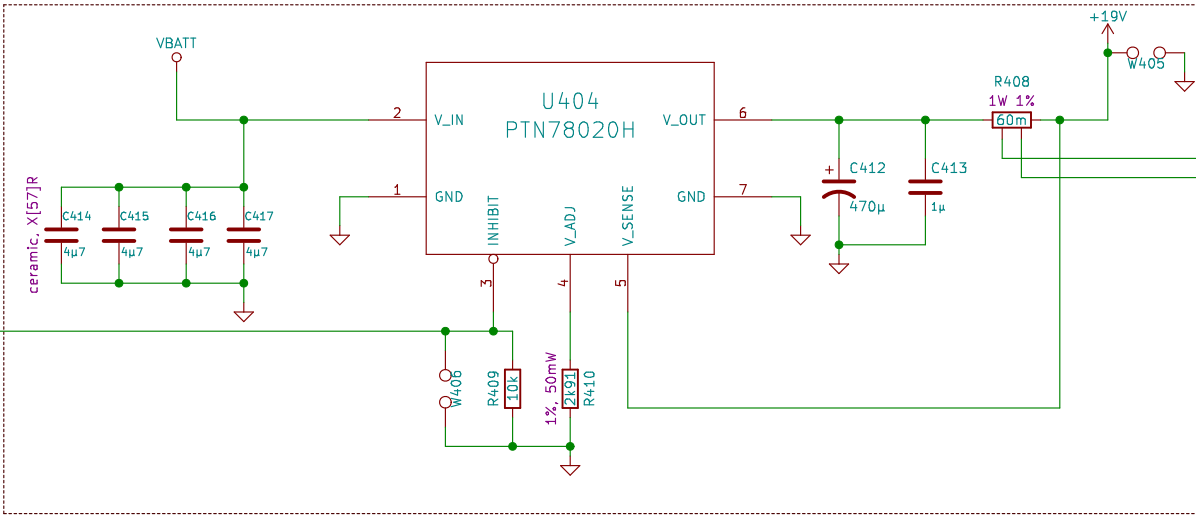 +19V
VBATT
W405
R408
1W 1%
60m
U404
PTN78020H
2
V_IN
V_OUT
6
1
GND
GND
7
INHIBIT
V_ADJ
V_SENSE
3
4
5
C412
470µ
C413
1µ
ceramic, X[57]R
C414
4µ7
C415
4µ7
C416
4µ7
C417
4µ7
W406
R409
10k
1%, 50mW
2k91
R410